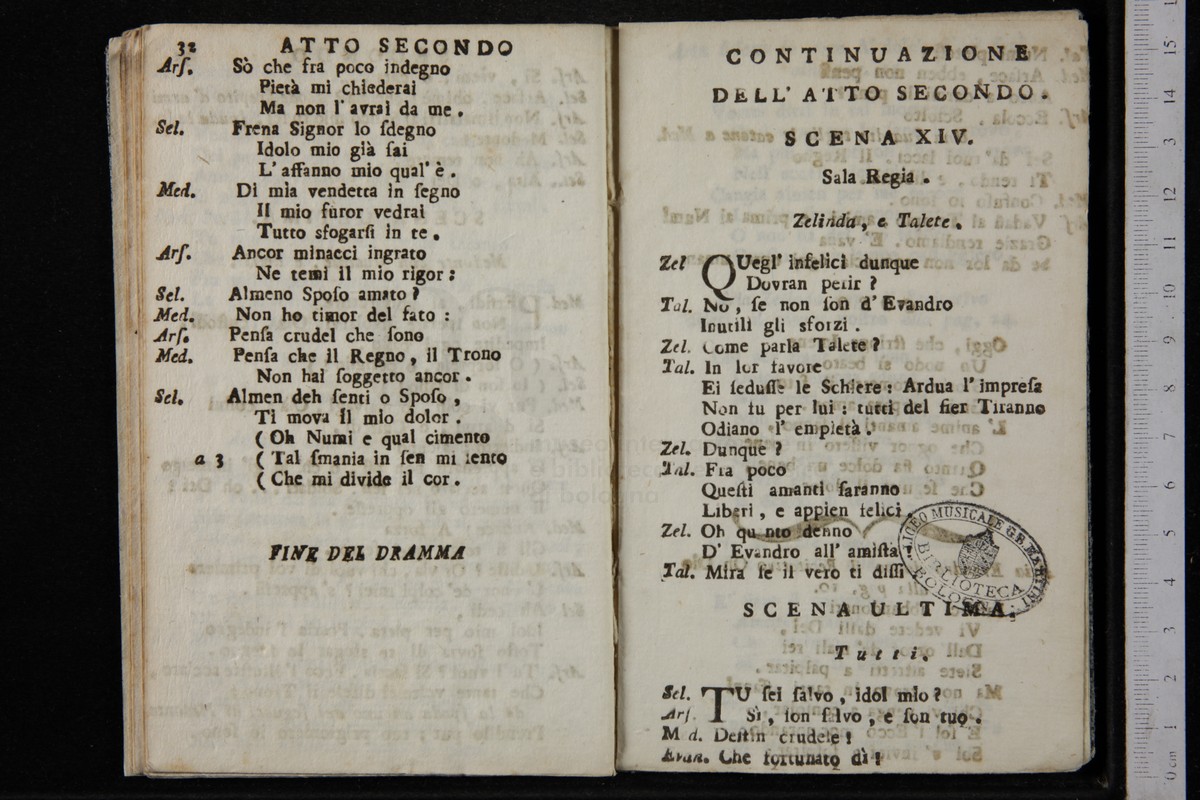 32 ATTO SECONDO
Arſ. Sò che fra poco indegno
Pietà mi chiederai
Ma non l' avrai da me .
Sel. Frena Signor lo ſdegno
Idolo mio già ſai
L' affanno mio qual' è .
Med. Di mia vendetta in ſegno
Il mio furor vedrai
Tutto sfogarſi in te .
Arſ. Ancor minacci ingrato
Ne temi il mio rigor :
Sel. Almeno Spoſo amato ?
Med. Non ho timor del fato :
Arſ. Penſa crudel che ſono
Med. Penſa che il Regno , il Trono
Non hai ſoggetto ancor .
Sel. Almen deh ſenti o Spoſo ,
Ti mova il mio dolor .
( Oh Numi e qual cimento
a 3 ( Tal ſmania in ſen mi ſento
( Che mi divide il cor .
FINE DEL DRAMMA
CONTINUAZIONE
DELL' ATTO SECONDO .
SCENA XIV.
Sala Regia .
Zelinda , e Talete .
Zel QUegl' infelici dunque
Dovran perir ?
Tal. No , ſe non ſon d' Evandro
Inutili gli sforzi .
Zel. Come parla Talete ?
Tal. In lor favore
Ei ſeduſſe le Schiere : Ardua l' impreſa
Non fu per lui : tutti del fier Tiranno
Odiano l' empietà .
Zel. Dunque ?
Tal. Fra poco
Queſti amanti ſaranno
Liberi , e appien felici .
Zel. Oh qu nto denno
D' Evandro all' amiſta
Tal. Mira ſe il vero ti diſſi
SCENA ULTIMA.
Tutti.
Sel. TU ſei ſalvo , idol mio ?
Arſ. Sì , ſon ſ lvo , e ſon tuo .
M d. Deſtin crudele !
Evan. Che fortunato dì !
LICEO MUSICALE G.B. MARTINI
BIBLIOTECA
BOLOGNA